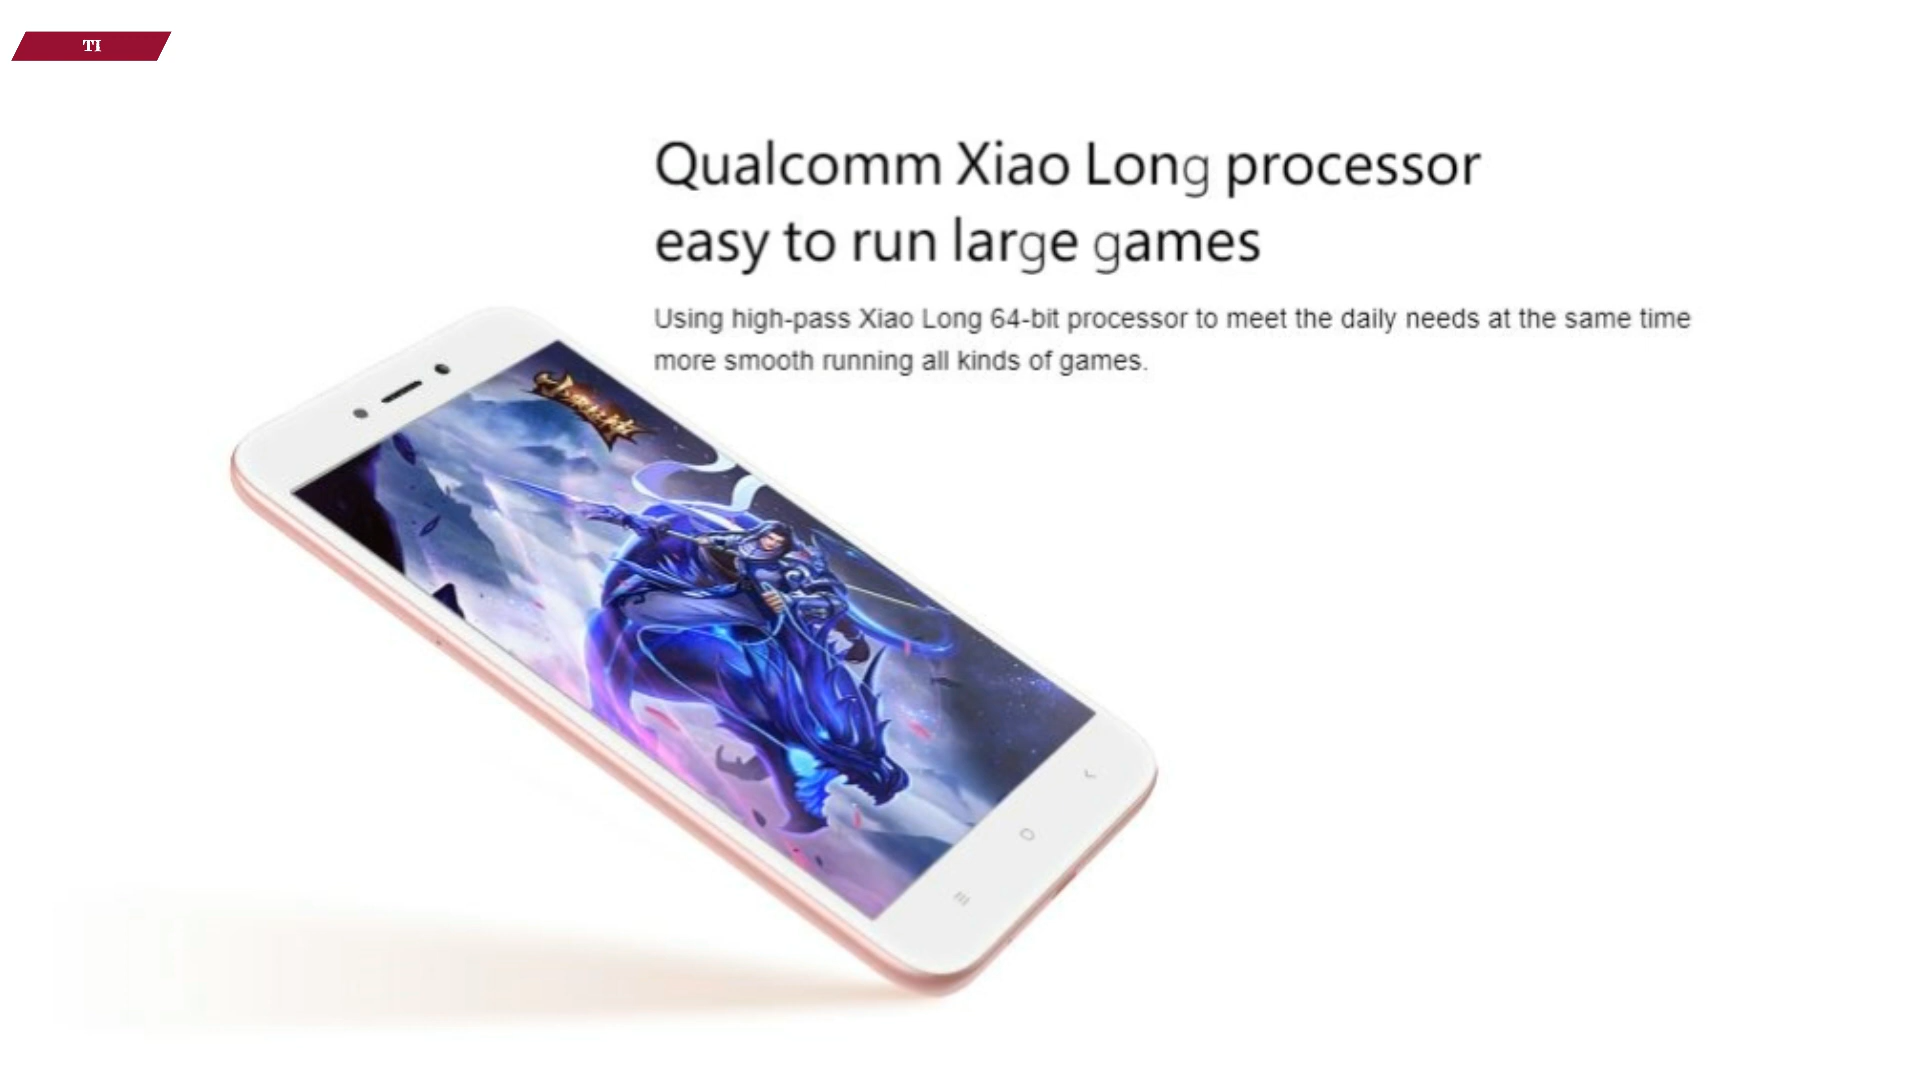 TI
Qualcomm Xiao Long processor
easy to run large games
Using high-pass Xiao Long 64-bit processor to meet the daily needs at the same time
more smooth running all kinds of games.